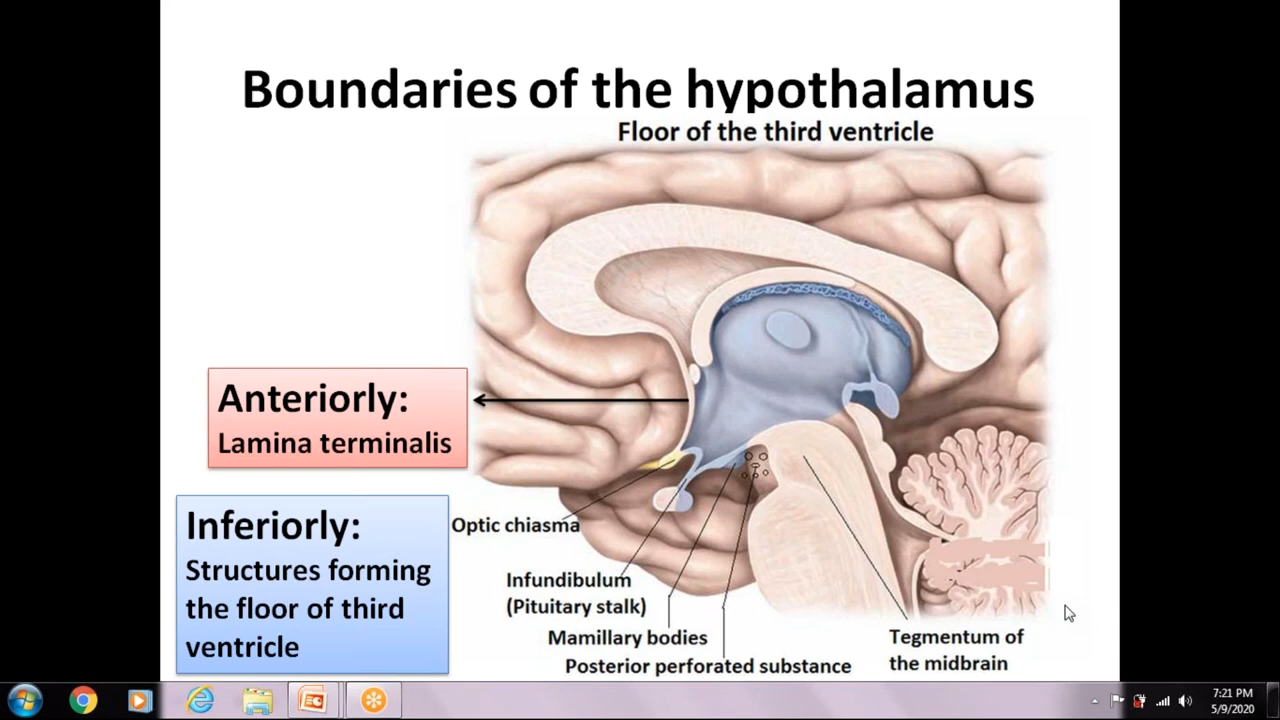 Boundaries of the hypothalamus
Floor of the third ventricle
Anteriorly:
Lamina terminalis
Inferiorly:
Structures forming
the floor of third
ventricle
Optic chiasma
Infundibulum
(Pituitary stalk)
Mamillary bodies
Posterior perforated substance
Tegmentum of
the midbrain
7:21 PM
5/9/2020